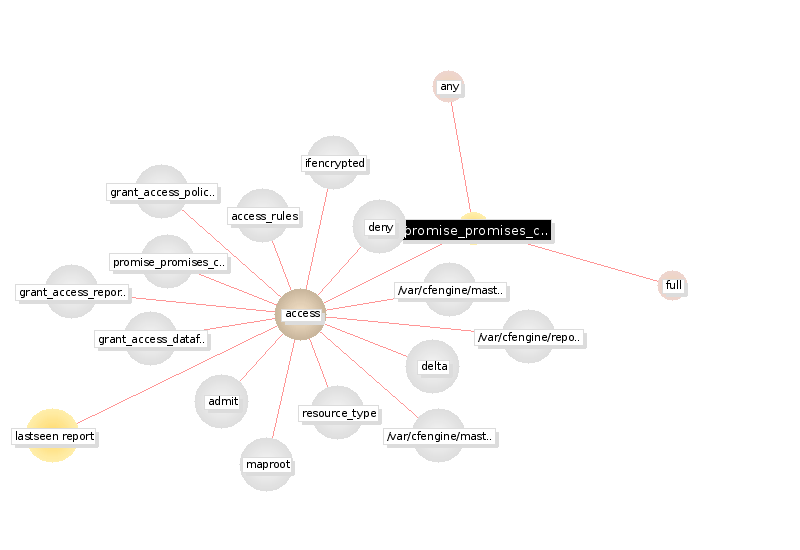 any
ifencrypted
grant_access_polic..
access_rules
deny
promise_promises_c..
promise_promises_c..
grant_access_repor..
/var/cfengine/mast..
full
access
grant_access_dataf..
/var/cfengine/repo..
delta
admit
resource_type
lastseen report
/var/cfengine/mast..
maproot